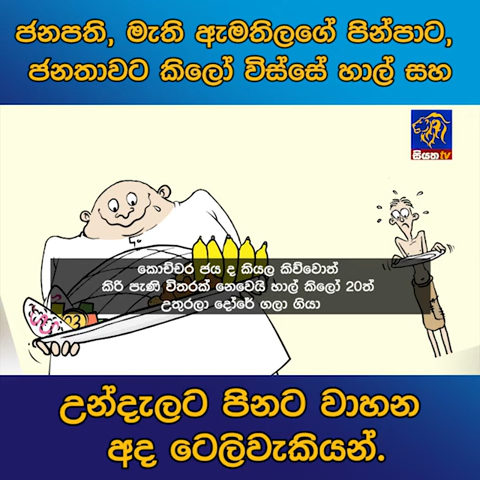 ජනපති, මැති ඇමතිලගේ පින්පාට,
ජනතාවට කිලෝ විස්සේ හාල් සහ
සියත tv
කොච්චර ජය ද කියල කිව්වොත්
කිරි පැණි විතරක් නෙවෙයි හාල් කිලෝ 20ත්
උතුරලා දෝරේ ගලා ගියා
උන්දැලට පිනට වාහන
අද ටෙලිවැකියන්.